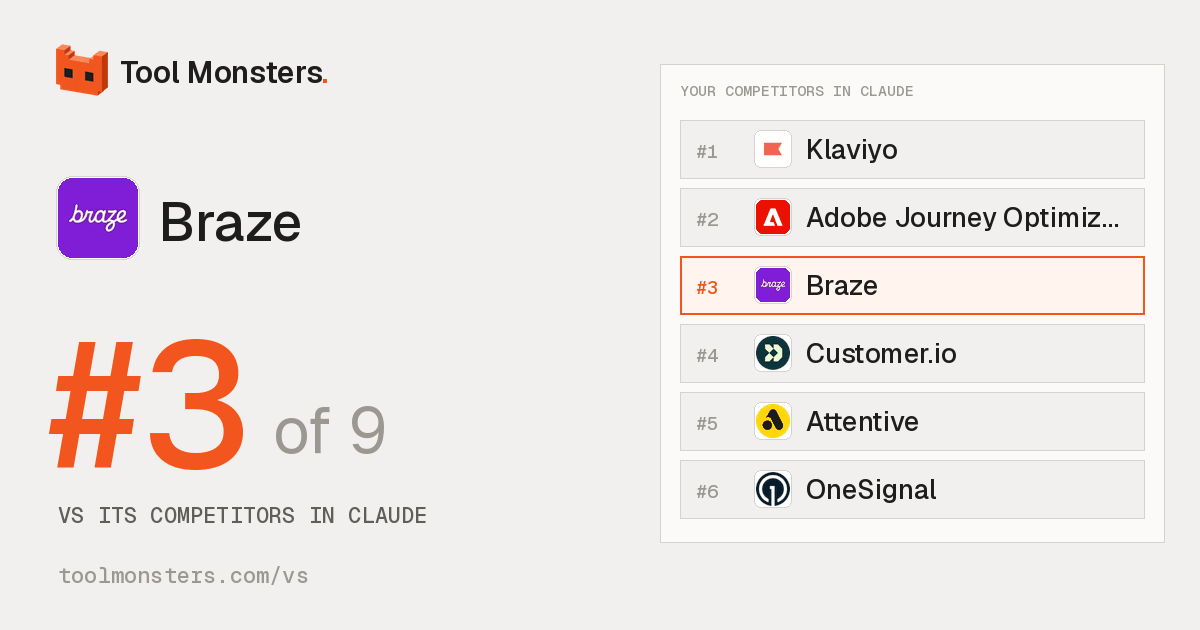 Tool Monsters.
braze
Braze
#3 of 9
VS ITS COMPETITORS IN CLAUDE
toolmonsters.com/vs
YOUR COMPETITORS IN CLAUDE
#1 Klaviyo
#2 Adobe Journey Optimiz...
#3 braze Braze
#4 Customer.io
#5 Attentive
#6 OneSignal